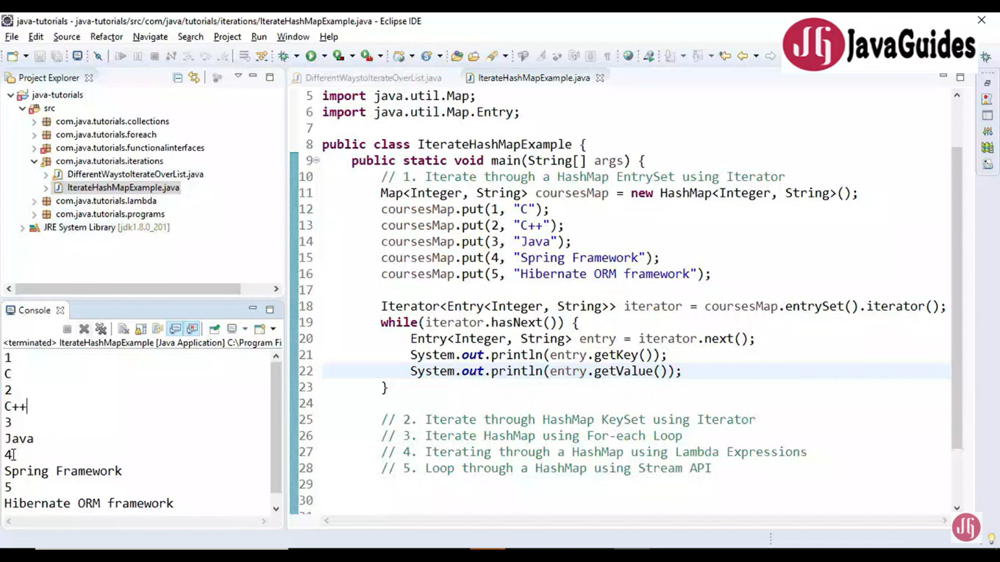 java-tutorials - java-tutorials/src/com/java/tutorials/iterations/IterateHashMapExample.java - Eclipse IDE
JavaGuides
File Edit Source Refactor Navigate Search Project Run Window Help
Project Explorer
java-tutorials
src
com.java.tutorials.collections
com.java.tutorials.foreach
com.java.tutorials.functionalinterfaces
com.java.tutorials.iterations
DifferentWaystoIterateOverList.java
IterateHashMapExample.java
com.java.tutorials.lambda
com.java.tutorials.programs
JRE System Library [jdk1.8.0_201]
DifferentWaystoIterateOverList.java IterateHashMapExample.java
5 import java.util.Map;
6 import java.util.Map.Entry;
7
8 public class IterateHashMapExample {
9 public static void main(String[] args) {
10 // 1. Iterate through a HashMap EntrySet using Iterator
11 Map<Integer, String> coursesMap = new HashMap<Integer, String>();
12 coursesMap.put(1, "C");
13 coursesMap.put(2, "C++");
14 coursesMap.put(3, "Java");
15 coursesMap.put(4, "Spring Framework");
16 coursesMap.put(5, "Hibernate ORM framework");
17
18 Iterator<Entry<Integer, String>> iterator = coursesMap.entrySet().iterator();
19 while(iterator.hasNext()) {
20 Entry<Integer, String> entry = iterator.next();
21 System.out.println(entry.getKey());
22 System.out.println(entry.getValue());
23 }
24
25 // 2. Iterate through HashMap KeySet using Iterator
26 // 3. Iterate HashMap using For-each Loop
27 // 4. Iterating through a HashMap using Lambda Expressions
28 // 5. Loop through a HashMap using Stream API
29
30
Console
<terminated> IterateHashMapExample [Java Application] C:\Program Fi
1
C
2
C++
3
Java
4
Spring Framework
5
Hibernate ORM framework